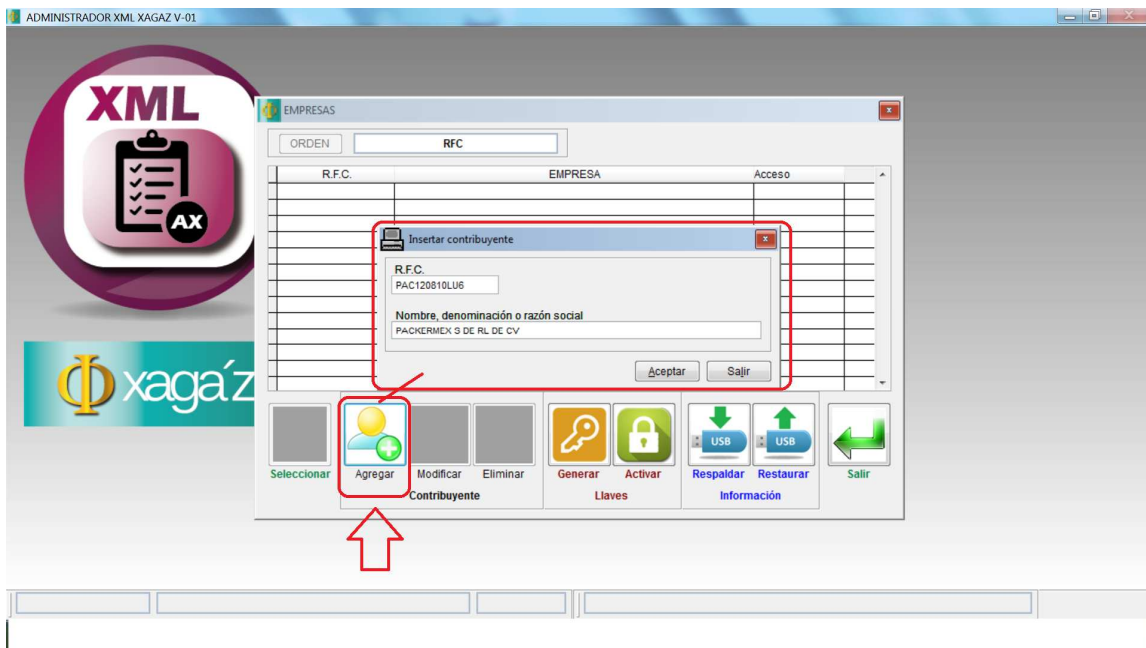 ADMINISTRADOR XML XAGAZ V-01
XML
AX
xagáz
EMPRESAS
ORDEN RFC
R.F.C. EMPRESA Acceso
Insertar contribuyente
R.F.C.
PAC120810LU6
Nombre, denominación o razón social
PACKERMEX S DE RL DE CV
Aceptar Salir
USB USB
Seleccionar Agregar Modificar Eliminar Generar Activar Respaldar Restaurar Salir
Contribuyente Llaves Información